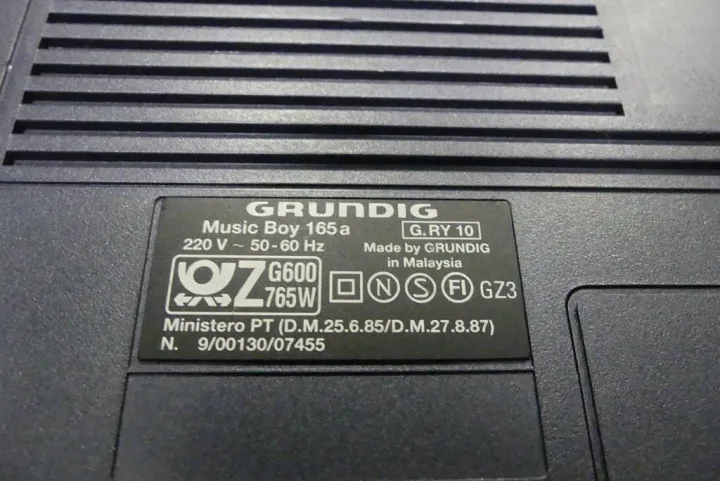 GRUNDIG
Music Boy 165a G.RY 10
220 V ~ 50-60 Hz Made by GRUNDIG
in Malaysia
Z G600
765W
N S FI GZ3
Ministero PT (D.M.25.6.85/D.M.27.8.87)
N. 9/00130/07455